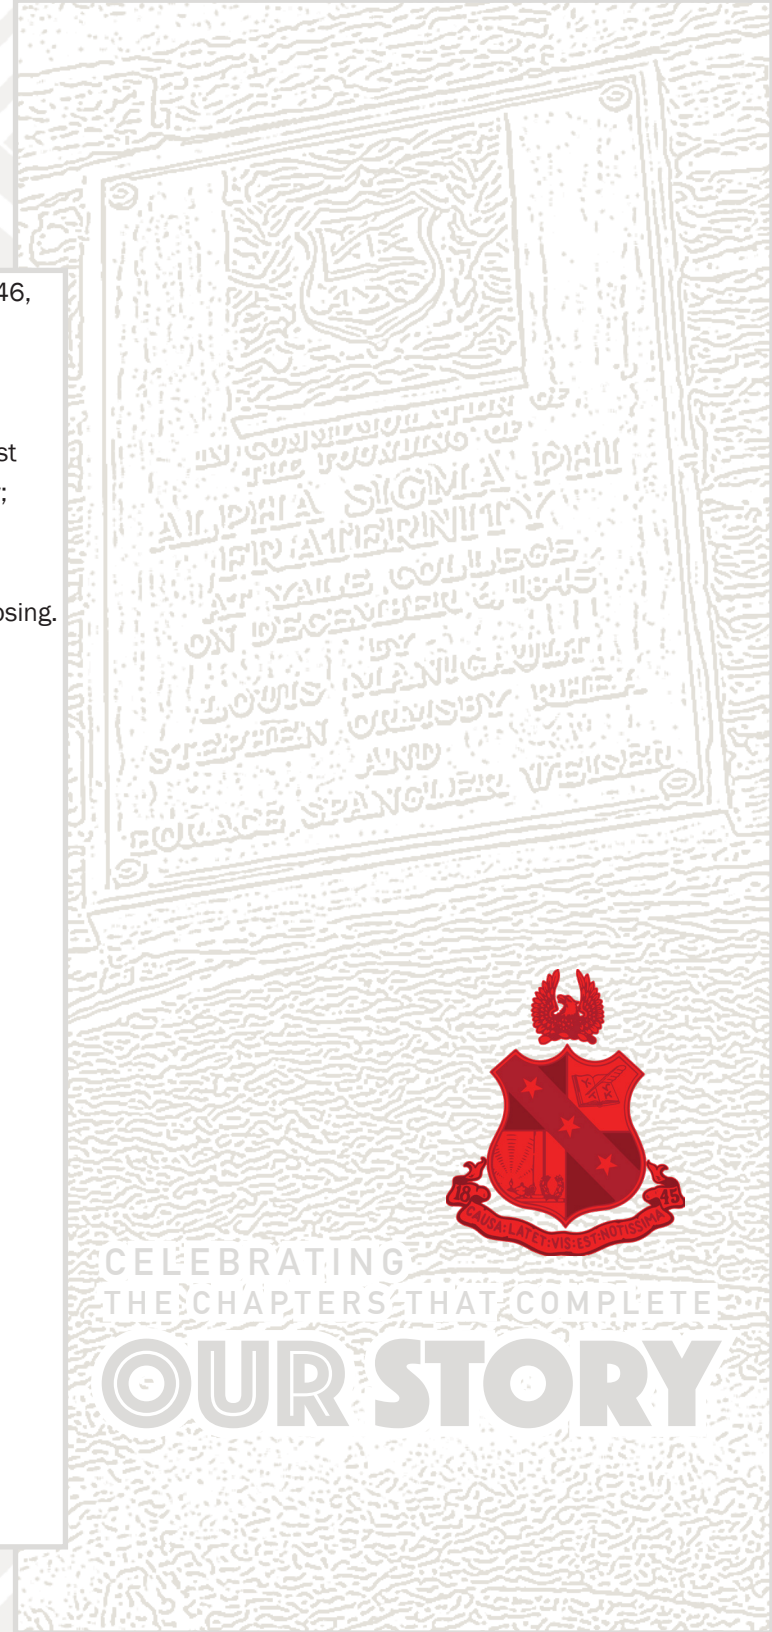 46,
st
;
osing.
IN COMMEMORATION OF
THE FOUNDING OF
ALPHA SIGMA PHI
FRATERNITY
AT YALE COLLEGE
ON DECEMBER 6, 1845
BY
LOUIS MANIGAULT
STEPHEN ORMSBY RHEA
AND
HORACE SPANGLER WEISER
18 45
CAUSA:LATET:VIS:EST:NOTISSIMA
CELEBRATING
THE CHAPTERS THAT COMPLETE
OUR STORY